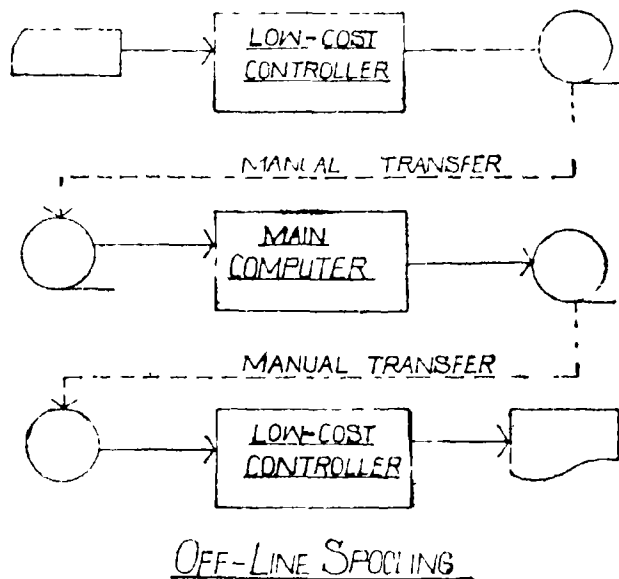 LOW-COST
CONTROLLER
MANUAL TRANSFER
MAIN
COMPUTER
MANUAL TRANSFER
LOW-COST
CONTROLLER
OFF-LINE SPOOLING